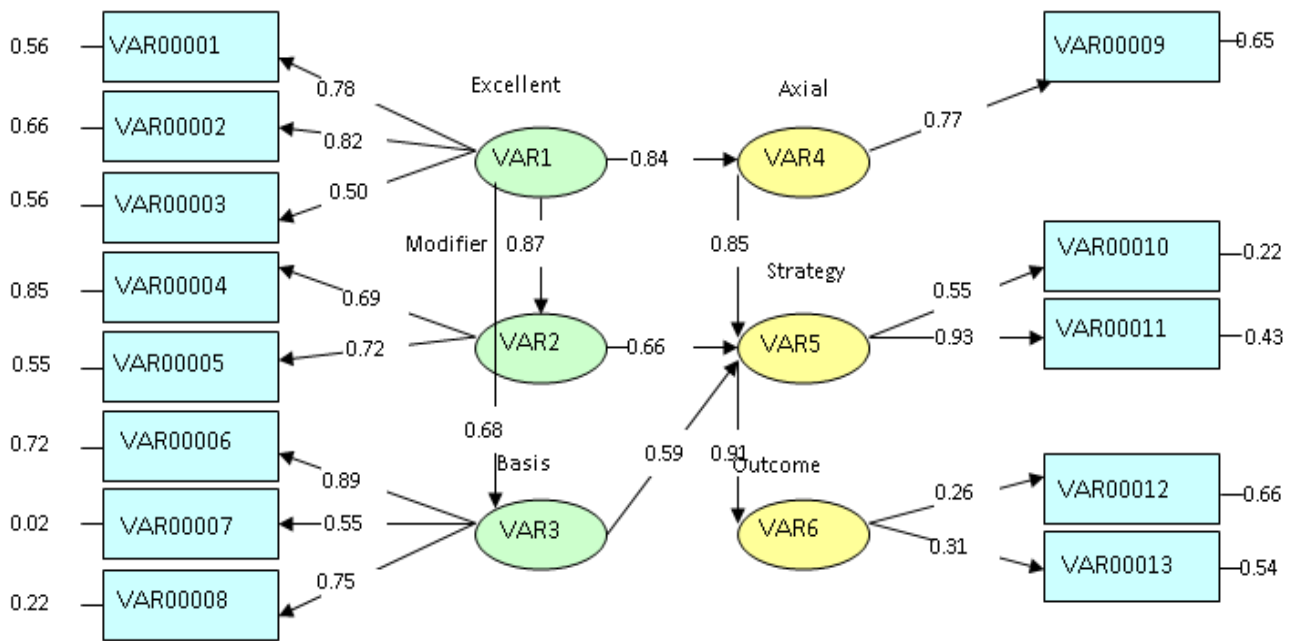 0.56 VAR00001 VAR00009 0.65
0.78 Excellent Axial
0.66 VAR00002 0.82 VAR1 0.84 VAR4 0.77
0.56 VAR00003 0.50
Modifier 0.87 0.85 VAR00010 0.22
0.85 VAR00004 0.69 Strategy 0.55
0.55 VAR00005 0.72 VAR2 0.66 VAR5 0.93 VAR00011 0.43
0.72 VAR00006 0.68 0.59 0.91
0.89 Basis Outcome 0.26 VAR00012 0.66
0.02 VAR00007 0.55 VAR3 VAR6 0.31
0.22 VAR00008 0.75 VAR00013 0.54